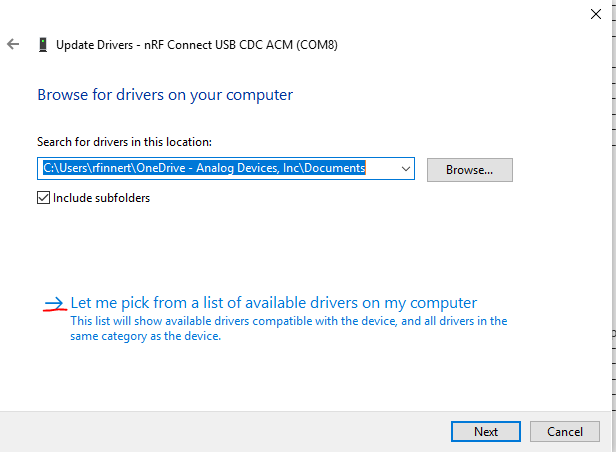 Update Drivers - nRF Connect USB CDC ACM (COM8)
Browse for drivers on your computer
Search for drivers in this location:
C:\Users\rfinnert\OneDrive - Analog Devices, Inc\Documents
Browse...
Include subfolders
Let me pick from a list of available drivers on my computer
This list will show available drivers compatible with the device, and all drivers in the
same category as the device.
Next
Cancel